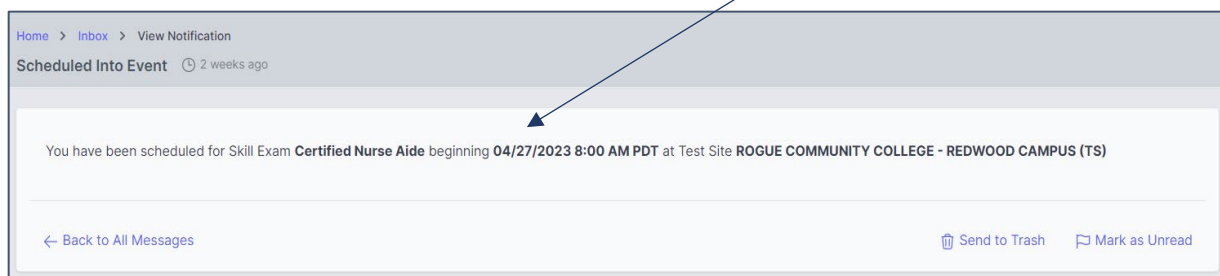 Home > Inbox > View Notification
Scheduled Into Event 2 weeks ago
You have been scheduled for Skill Exam Certified Nurse Aide beginning 04/27/2023 8:00 AM PDT at Test Site ROGUE COMMUNITY COLLEGE - REDWOOD CAMPUS (TS)
← Back to All Messages Send to Trash Mark as Unread